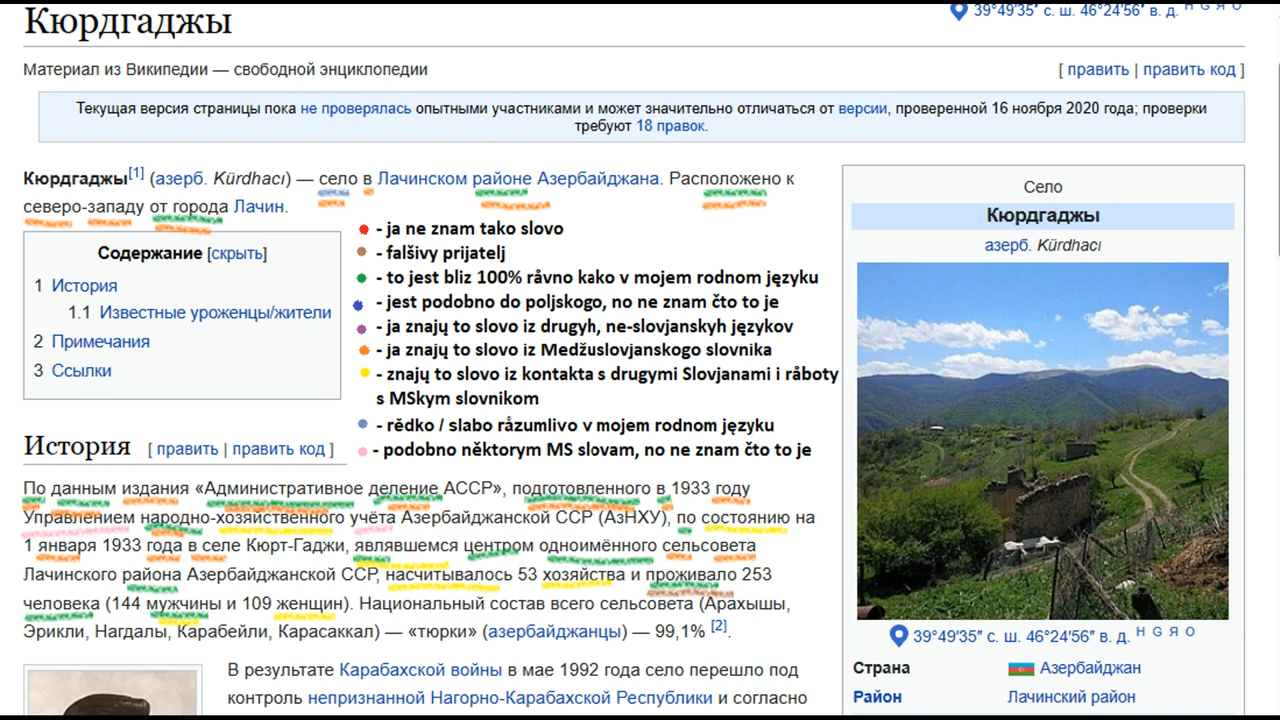 Кюрдгаджы
39°49′35″ с. ш. 46°24′56″ в. д. H G Я O
Материал из Википедии — свободной энциклопедии
[ править | править код ]
Текущая версия страницы пока не проверялась опытными участниками и может значительно отличаться от версии, проверенной 16 ноября 2020 года; проверки
требуют 18 правок.
Кюрдгаджы[1] (азерб. Kürdhacı) — село в Лачинском районе Азербайджана. Расположено к
северо-западу от города Лачин.
Содержание [скрыть]
1 История
1.1 Известные уроженцы/жители
2 Примечания
3 Ссылки
- ja ne znam tako slovo
- falšivy prijatelj
- to jest bliz 100% råvno kako v mojem rodnom języku
- jest podobno do poljskogo, no ne znam čto to je
- ja znajų to slovo iz drugyh, ne-slovjanskyh językov
- ja znajų to slovo iz Medžuslovjanskogo slovnika
- znajų to slovo iz kontakta s drugymi Slovjanami i råboty
s MSkym slovnikom
- rědko / slaboråzumlivo v mojem rodnom języku
- podobno něktorym MS slovam, no ne znam čto to je
История [ править | править код ]
По данным издания «Административное деление АССР», подготовленного в 1933 году
Управлением народно-хозяйственного учёта Азербайджанской ССР (АзНХУ), по состоянию на
1 января 1933 года в селе Кюрт-Гаджи, являвшемся центром одноимённого сельсовета
Лачинского района Азербайджанской ССР, насчитывалось 53 хозяйства и проживало 253
человека (144 мужчины и 109 женщин). Национальный состав всего сельсовета (Арахышы,
Эрикли, Нагдалы, Карабейли, Карасаккал) — «тюрки» (азербайджанцы) — 99,1% [2].
В результате Карабахской войны в мае 1992 года село перешло под
контроль непризнанной Нагорно-Карабахской Республики и согласно
Село
Кюрдгаджы
азерб. Kürdhacı
39°49′35″ с. ш. 46°24′56″ в. д. H G Я O
Страна Азербайджан
Район Лачинский район